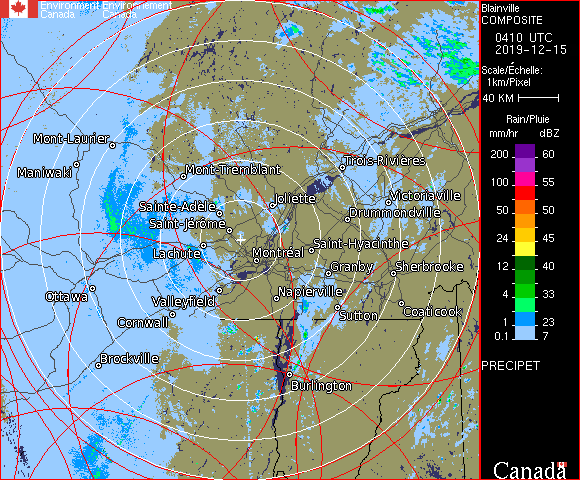 Environment Environnement
Canada Canada
Blainville
COMPOSITE
0410 UTC
2019-12-15
Scale/Échelle:
1km/Pixel
40 KM
Rain/Pluie
mm/hr dBZ
200 60
100 55
50 50
24 45
12 40
4 33
1 23
0.1 7
PRECIPET
Mont-Laurier
Maniwaki
Mont-Tremblant
Trois-Rivières
Sainte-Adèle
Joliette
Victoriaville
Drummondville
Saint-Jérôme
Lachute
Montréal
Saint-Hyacinthe
Granby
Sherbrooke
Ottawa
Valleyfield
Napierville
Cornwall
Sutton
Coaticook
Brockville
Burlington
Canada